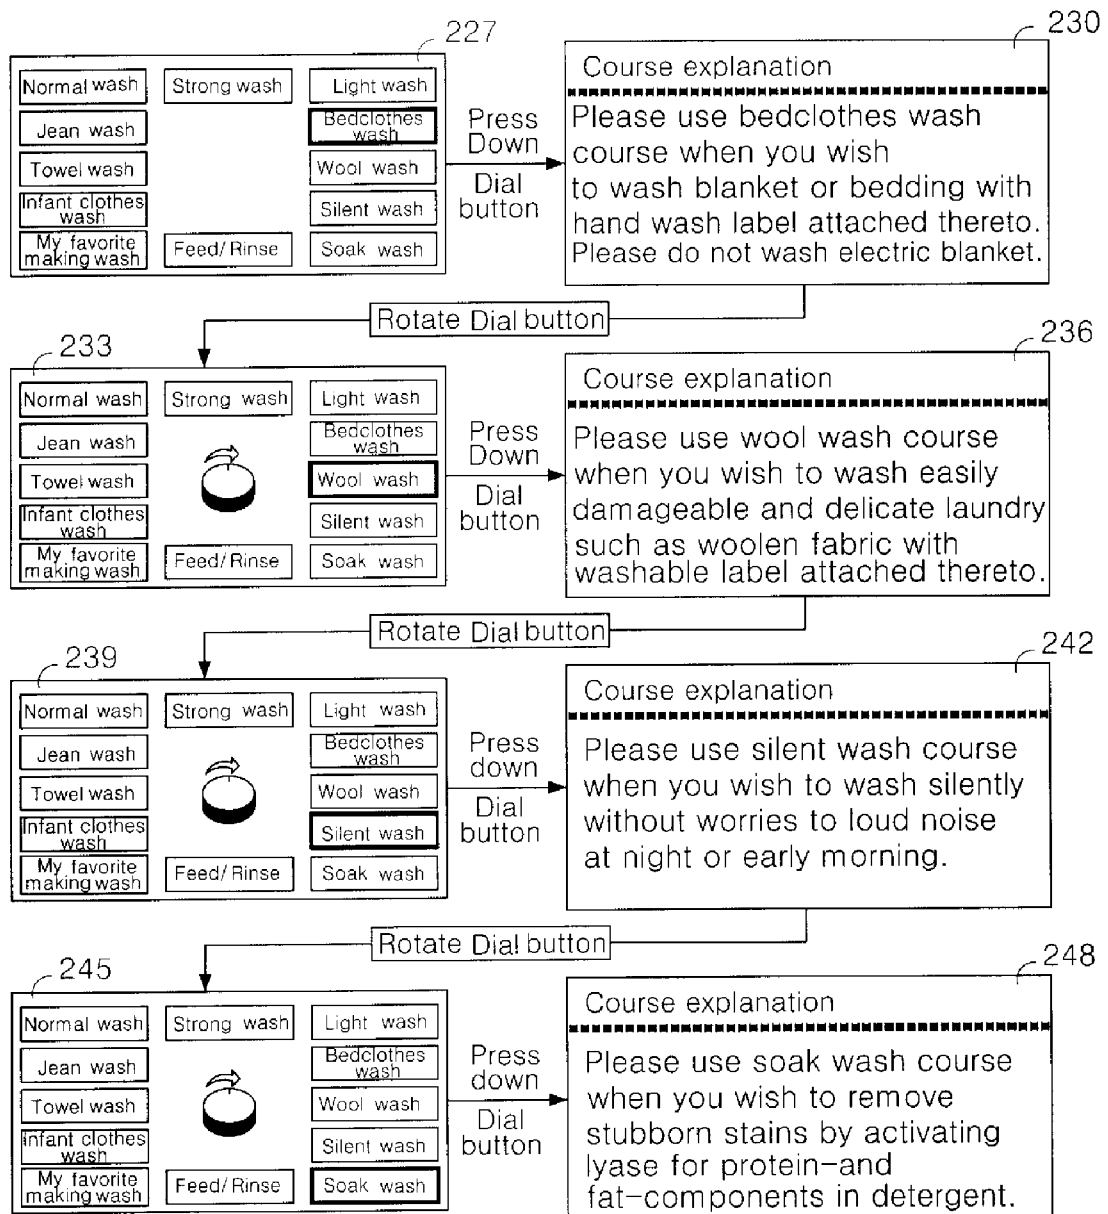 227
Normal wash
Strong wash
Light wash
Jean wash
Bedclothes
wash
Towel wash
Wool wash
Infant clothes
wash
Silent wash
My favorite
making wash
Feed/Rinse
Soak wash
Press
Down
Dial
button
230
Course explanation
Please use bedclothes wash
course when you wish
to wash blanket or bedding with
hand wash label attached thereto.
Please do not wash electric blanket.
Rotate Dial button
233
Normal wash
Strong wash
Light wash
Jean wash
Bedclothes
wash
Towel wash
Wool wash
Infant clothes
wash
Silent wash
My favorite
making wash
Feed/Rinse
Soak wash
Press
Down
Dial
button
236
Course explanation
Please use wool wash course
when you wish to wash easily
damageable and delicate laundry
such as woolen fabric with
washable label attached thereto.
Rotate Dial button
239
Normal wash
Strong wash
Light wash
Jean wash
Bedclothes
wash
Towel wash
Wool wash
Infant clothes
wash
Silent wash
My favorite
making wash
Feed/Rinse
Soak wash
Press
down
Dial
button
242
Course explanation
Please use silent wash course
when you wish to wash silently
without worries to loud noise
at night or early morning.
Rotate Dial button
245
Normal wash
Strong wash
Light wash
Jean wash
Bedclothes
wash
Towel wash
Wool wash
Infant clothes
wash
Silent wash
My favorite
making wash
Feed/Rinse
Soak wash
Press
down
Dial
button
248
Course explanation
Please use soak wash course
when you wish to remove
stubborn stains by activating
lyase for protein-and
fat-components in detergent.